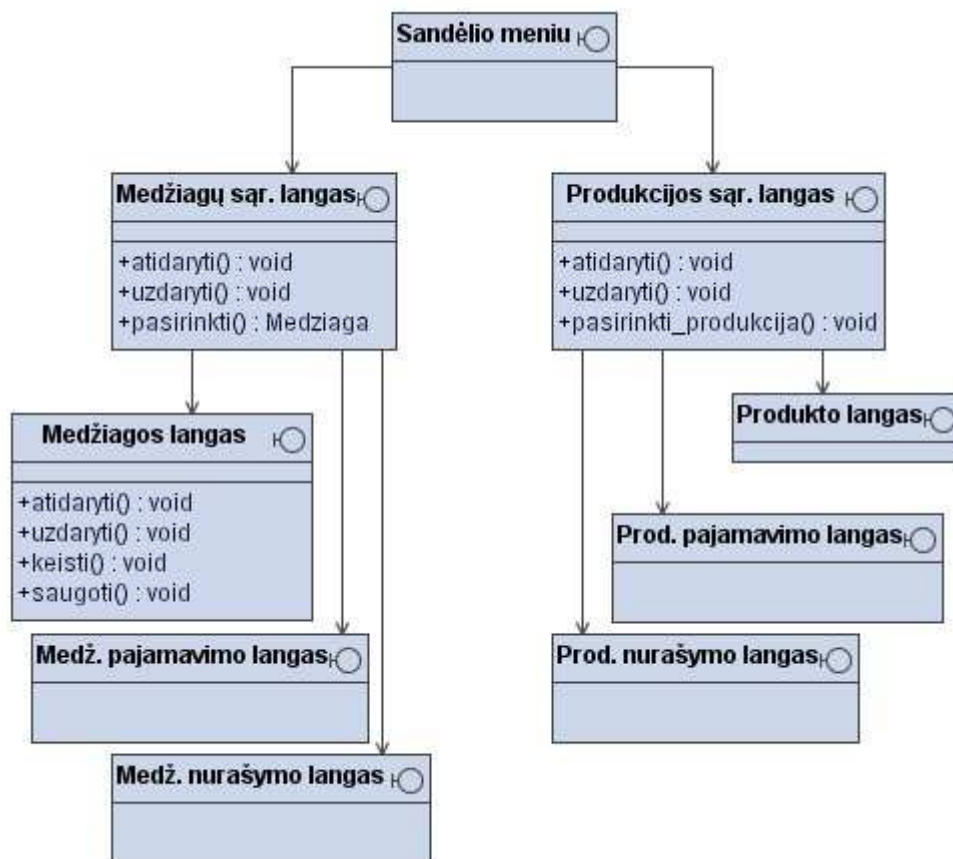 Sandėlio meniu
Medžiagų sąr. langas
+atidaryti() : void
+uzdaryti() : void
+pasirinkti() : Medziaga
Produkcijos sąr. langas
+atidaryti() : void
+uzdaryti() : void
+pasirinkti_produkcija() : void
Medžiagos langas
+atidaryti() : void
+uzdaryti() : void
+keisti() : void
+saugoti() : void
Produkto langas
Prod. pajamavimo langas
Medž. pajamavimo langas
Prod. nurašymo langas
Medž. nurašymo langas